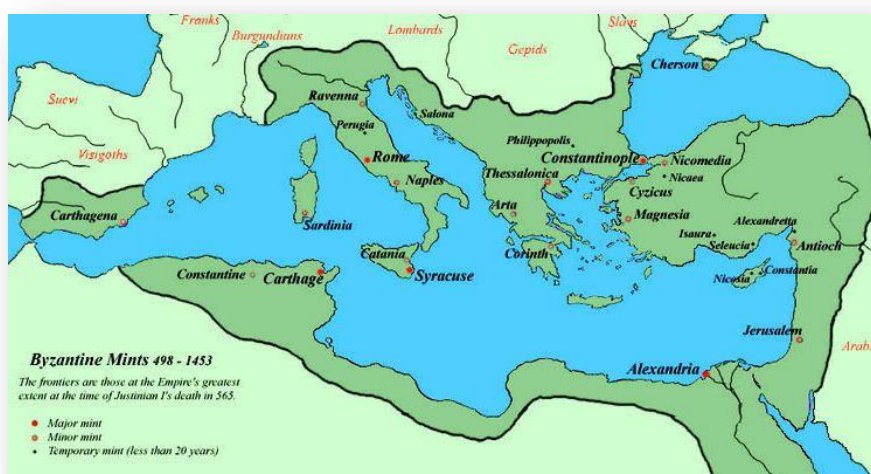 Franks
Burgundians
Lombards
Gepids
Slavs
Suevi
Visigoths
Cherson
Ravenna
Salona
Perugia
Philippopolis
Rome
Constantinople
Nicomedia
Naples
Thessalonica
Nicaea
Cyzicus
Carthagena
Sardinia
Arta
Magnesia
Alexandretta
Isaura
Seleucia
Antioch
Catania
Corinth
Constantine
Carthage
Syracuse
Constantia
Nicosia
Jerusalem
Arabs
Alexandria
Byzantine Mints 498 - 1453
The frontiers are those at the Empire's greatest
extent at the time of Justinian I's death in 565.
Major mint
Minor mint
Temporary mint (less than 20 years)